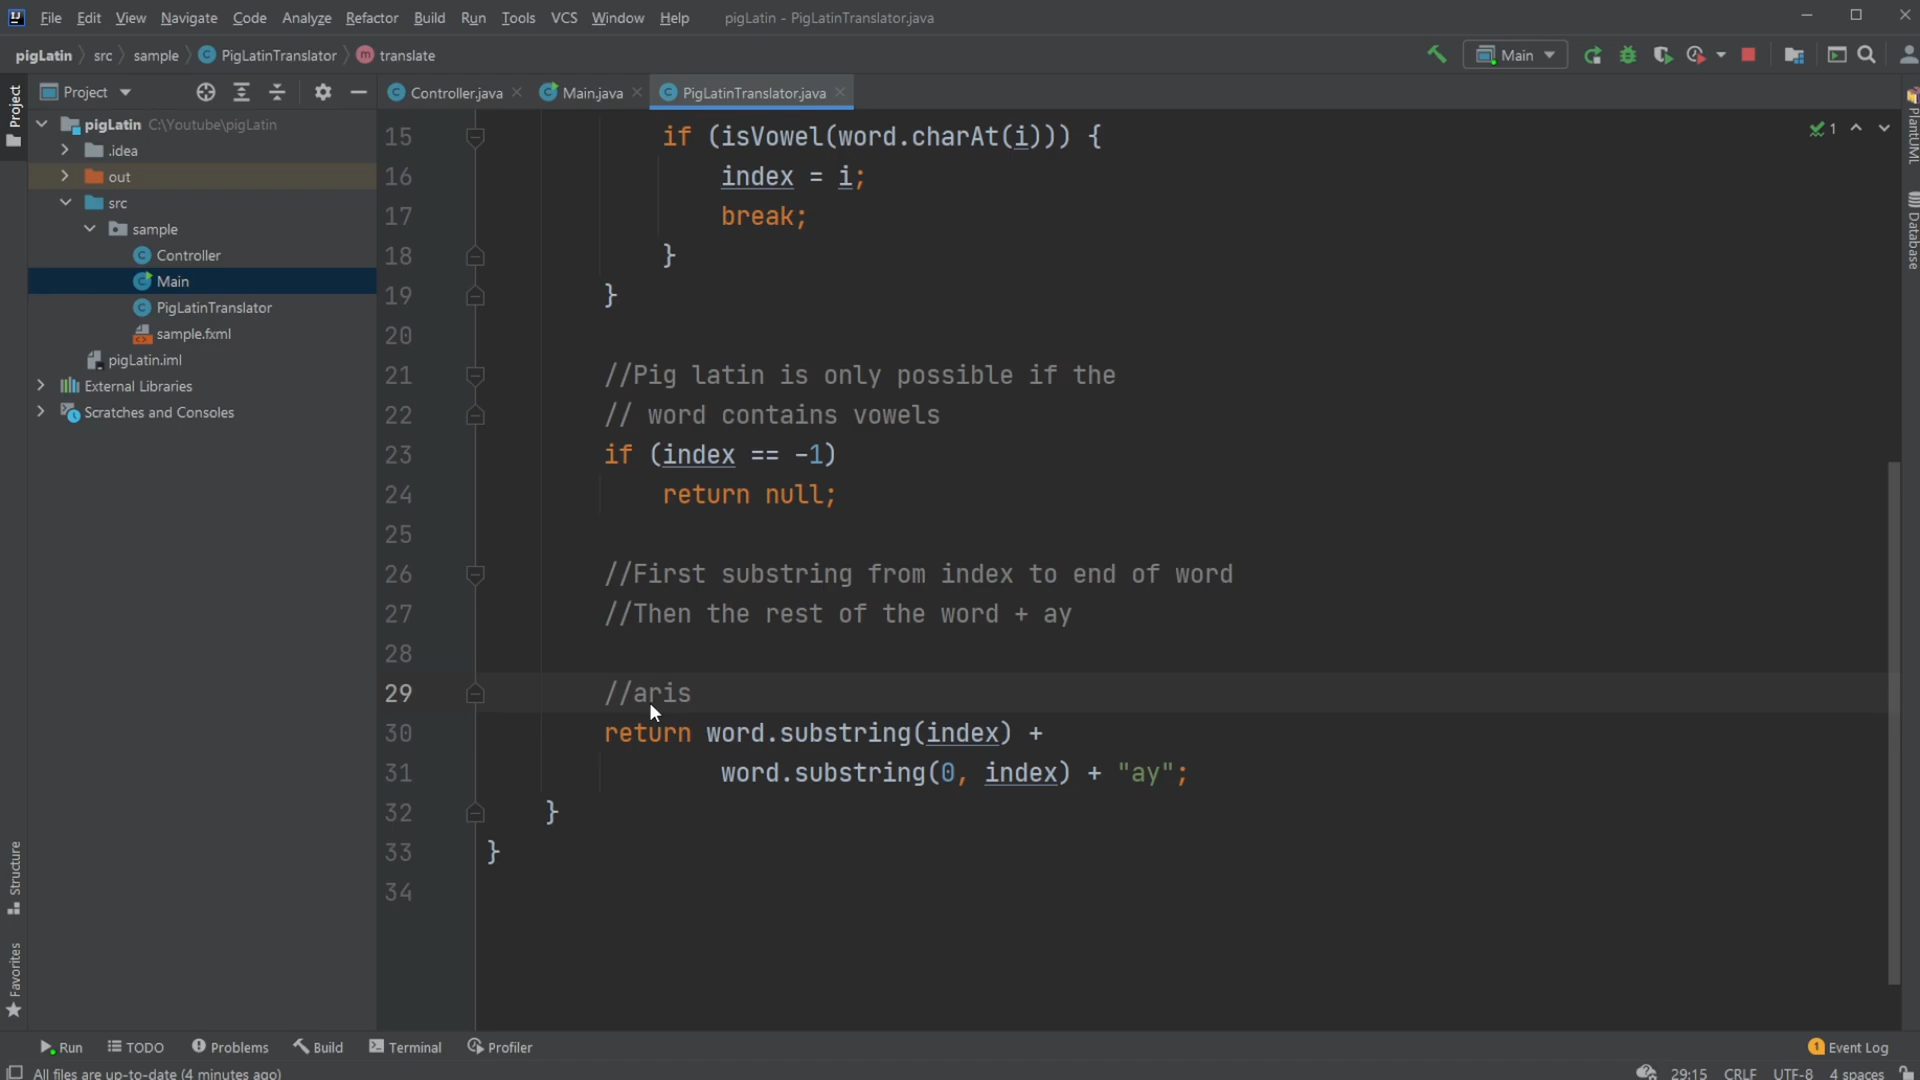 File Edit View Navigate Code Analyze Refactor Build Run Tools VCS Window Help pigLatin - PigLatinTranslator.java
pigLatin src sample PigLatinTranslator m translate Main
Project Controller.java Main.java PigLatinTranslator.java
Project
pigLatin C:\Youtube\pigLatin
.idea
out
src
sample
Controller
Main
PigLatinTranslator
sample.fxml
pigLatin.iml
External Libraries
Scratches and Consoles
Structure
Favorites
15 if (isVowel(word.charAt(i))) {
16 index = i;
17 break;
18 }
19 }
20
21 //Pig latin is only possible if the
22 // word contains vowels
23 if (index == -1)
24 return null;
25
26 //First substring from index to end of word
27 //Then the rest of the word + ay
28
29 //aris
30 return word.substring(index) +
31 word.substring(0, index) + "ay";
32 }
33 }
34
1
PlantUML
Database
Run TODO Problems Build Terminal Profiler 1 Event Log
All files are up-to-date (4 minutes ago) 29:15 CRLF UTF-8 4 spaces